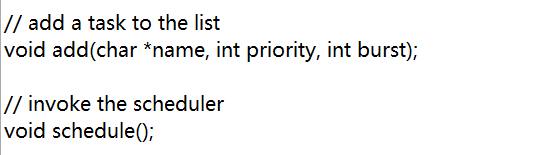 // add a task to the list
void add(char *name, int priority, int burst);
// invoke the scheduler
void schedule();